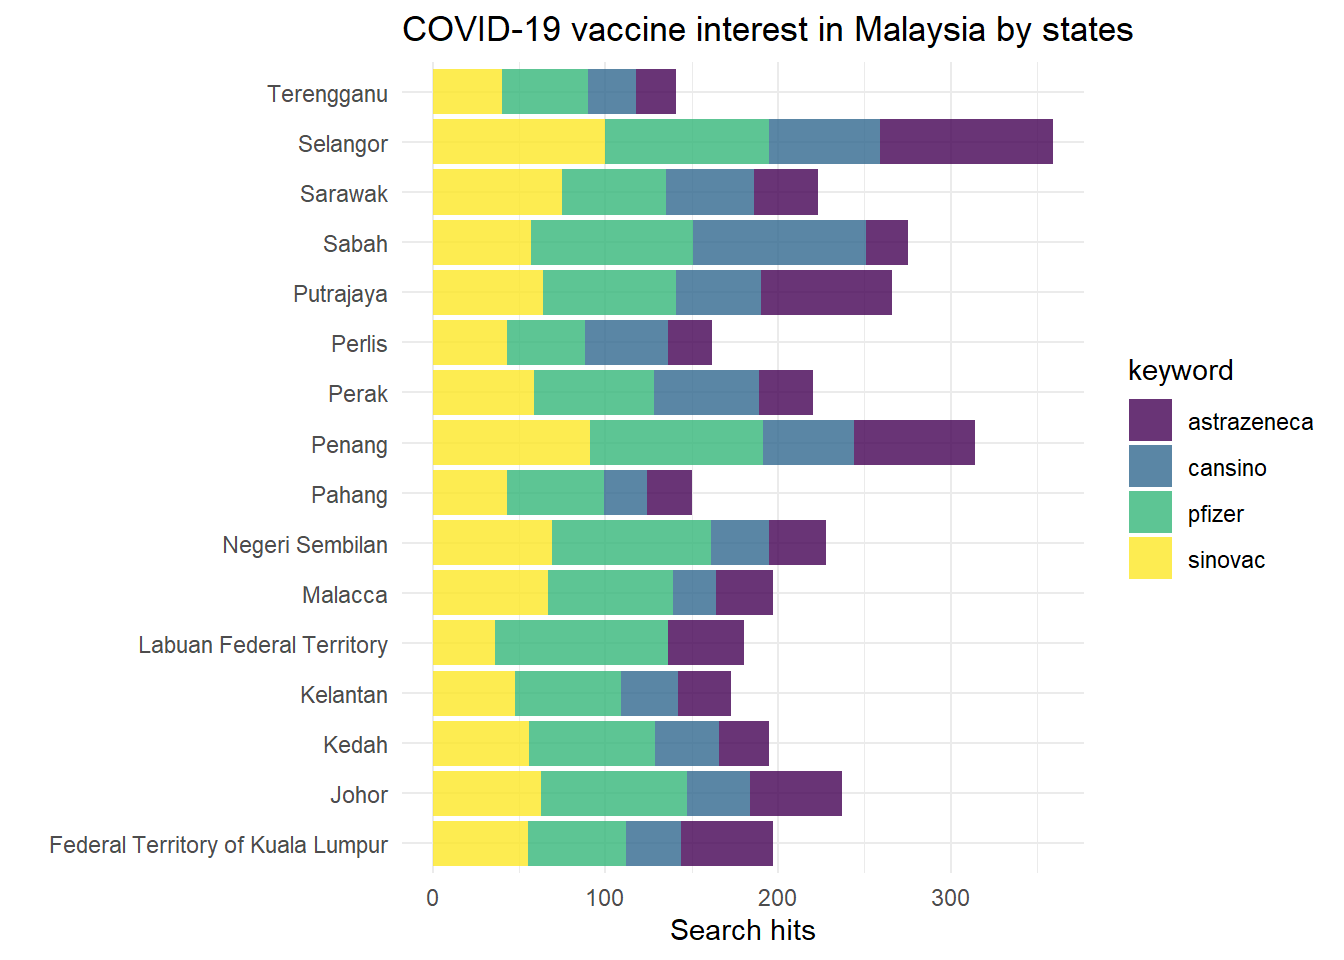 COVID-19 vaccine interest in Malaysia by states
Terengganu
Selangor
Sarawak
Sabah
Putrajaya
Perlis
Perak
Penang
Pahang
Negeri Sembilan
Malacca
Labuan Federal Territory
Kelantan
Kedah
Johor
Federal Territory of Kuala Lumpur
0 100 200 300
Search hits
keyword
astrazeneca
cansino
pfizer
sinovac